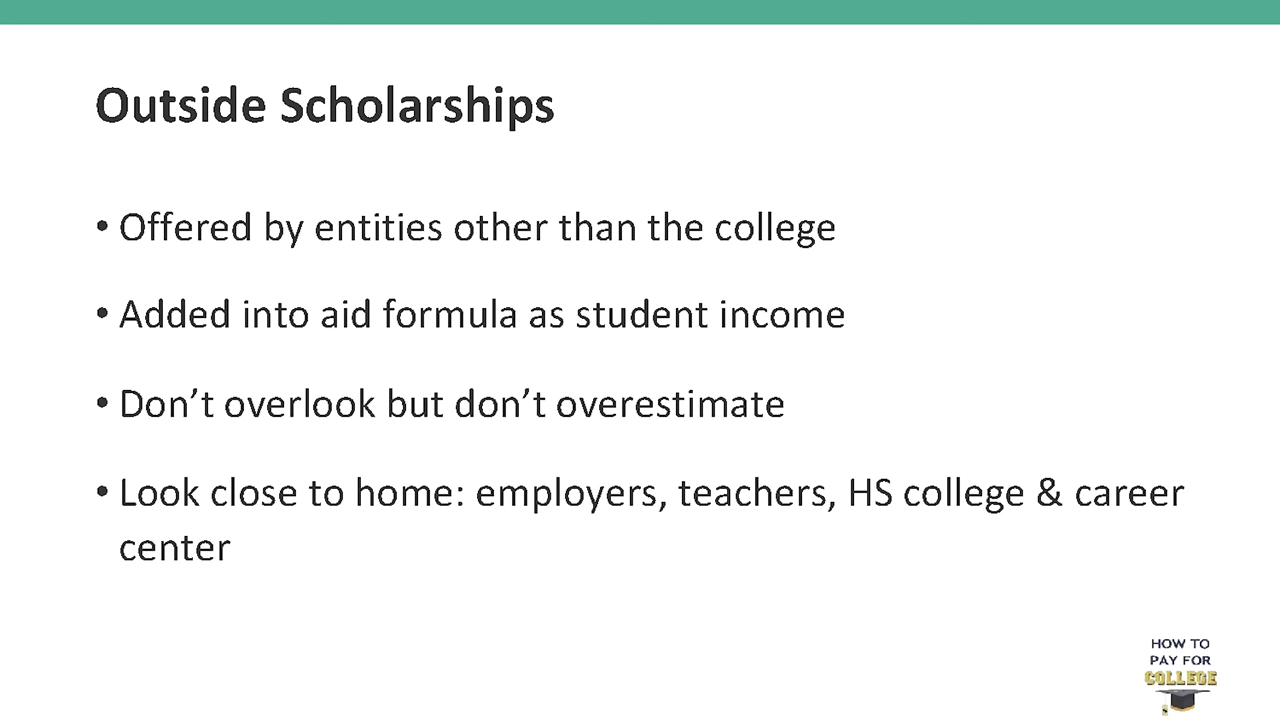 Outside Scholarships
• Offered by entities other than the college
• Added into aid formula as student income
• Don’t overlook but don’t overestimate
• Look close to home: employers, teachers, HS college & career
center
HOW TO
PAY FOR
COLLEGE